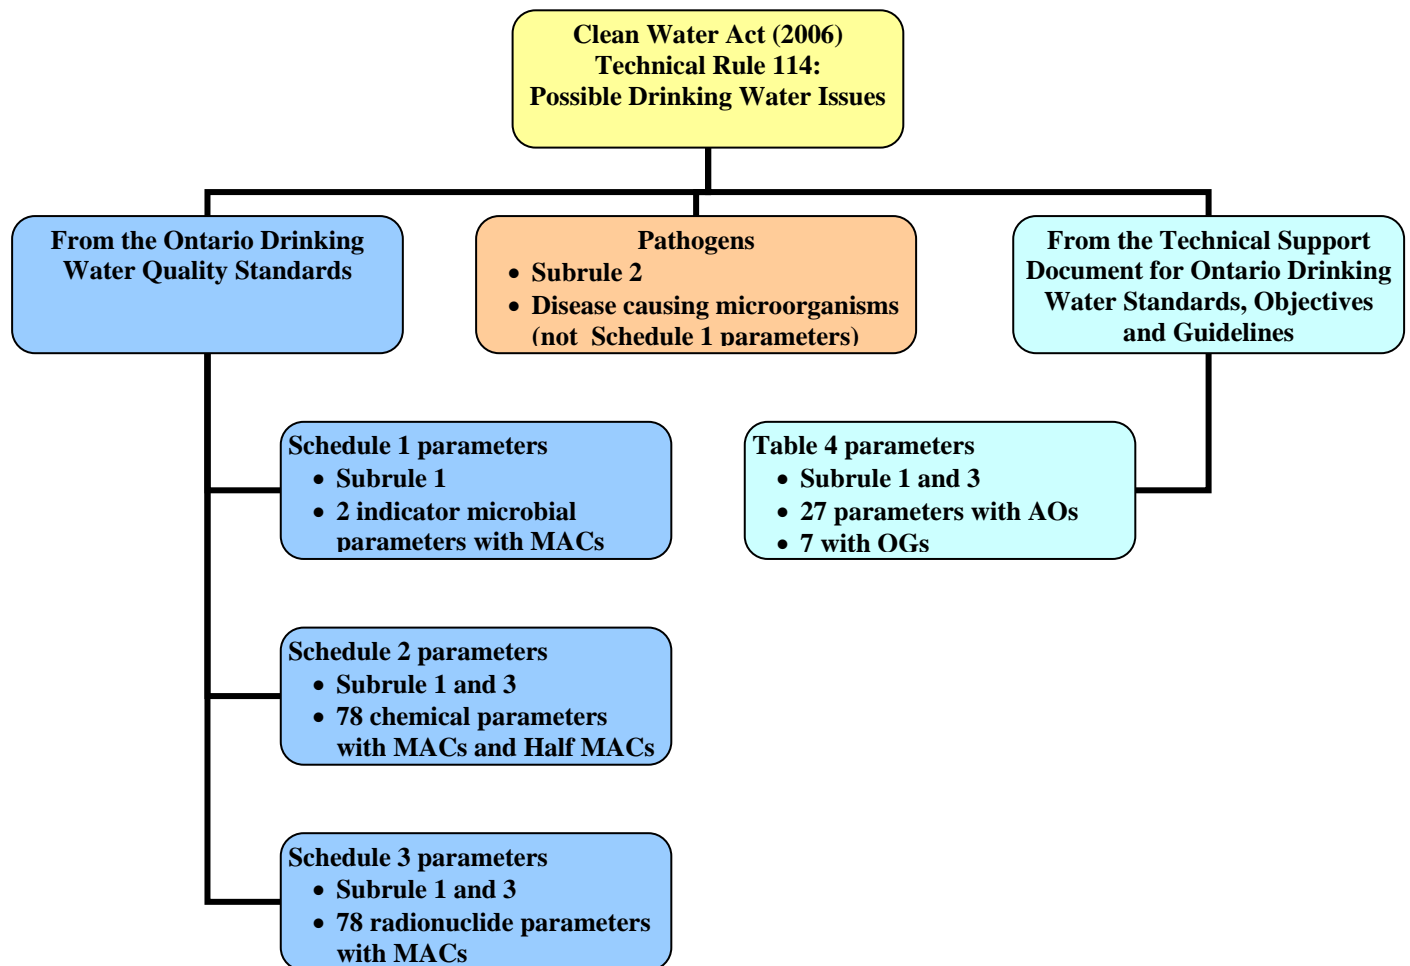 Clean Water Act (2006)
Technical Rule 114:
Possible Drinking Water Issues
From the Ontario Drinking
Water Quality Standards
Pathogens
• Subrule 2
• Disease causing microorganisms
(not Schedule 1 parameters)
From the Technical Support
Document for Ontario Drinking
Water Standards, Objectives
and Guidelines
Schedule 1 parameters
• Subrule 1
• 2 indicator microbial
parameters with MACs
Table 4 parameters
• Subrule 1 and 3
• 27 parameters with AOs
• 7 with OGs
Schedule 2 parameters
• Subrule 1 and 3
• 78 chemical parameters
with MACs and Half MACs
Schedule 3 parameters
• Subrule 1 and 3
• 78 radionuclide parameters
with MACs